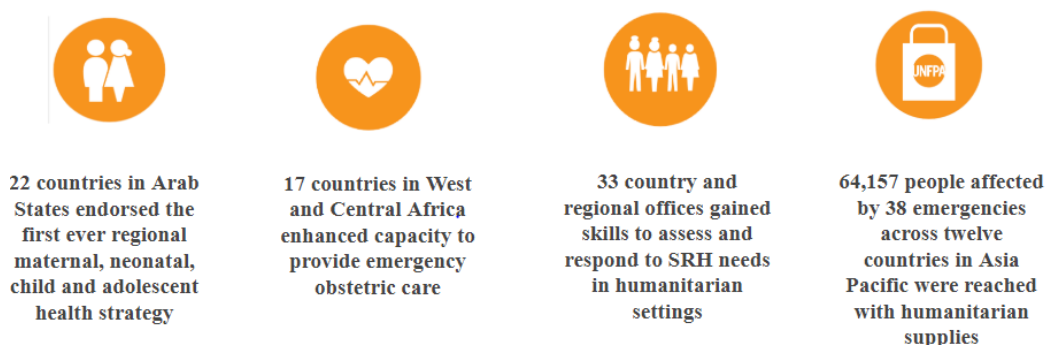 UNFPA
22 countries in Arab
States endorsed the
first ever regional
maternal, neonatal,
child and adolescent
health strategy
17 countries in West
and Central Africa
enhanced capacity to
provide emergency
obstetric care
33 country and
regional offices gained
skills to assess and
respond to SRH needs
in humanitarian
settings
64,157 people affected
by 38 emergencies
across twelve
countries in Asia
Pacific were reached
with humanitarian
supplies